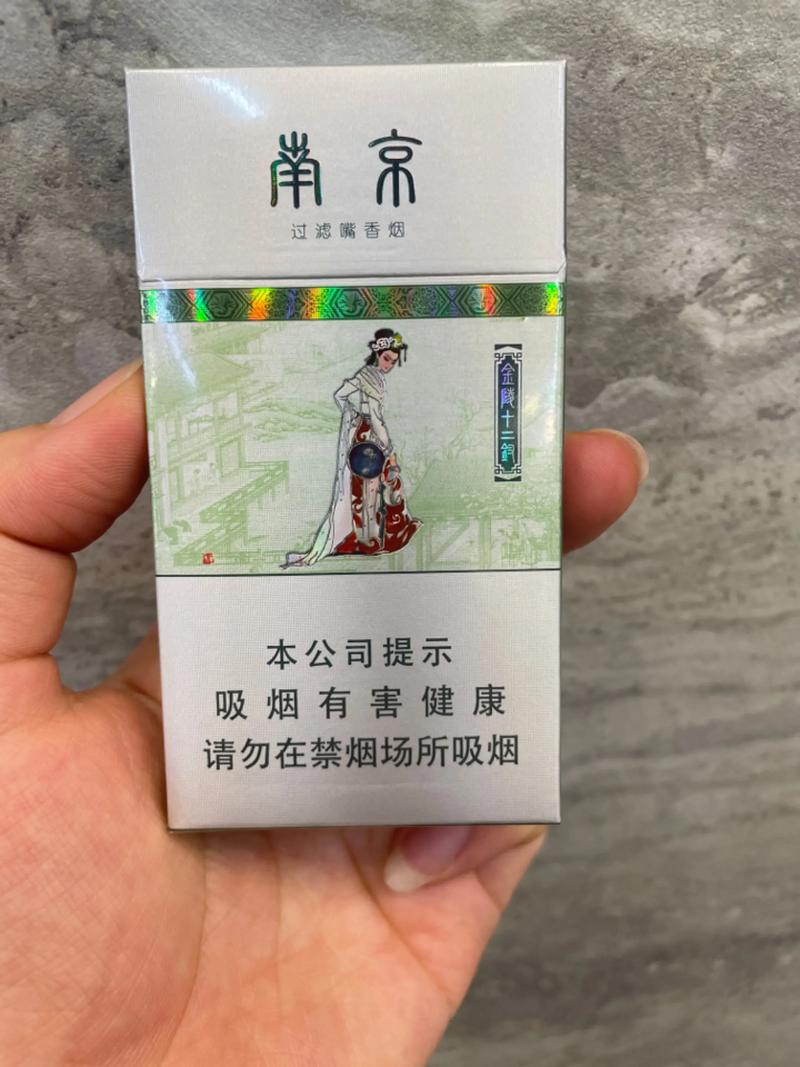 南京
过滤嘴香烟
金陵十二钗
本公司提示
吸烟有害健康
请勿在禁烟场所吸烟